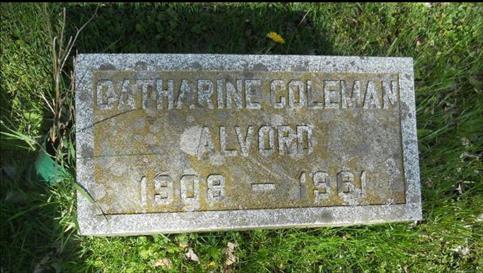 CATHARINE COLEMAN
ALVORD
1908 – 1961